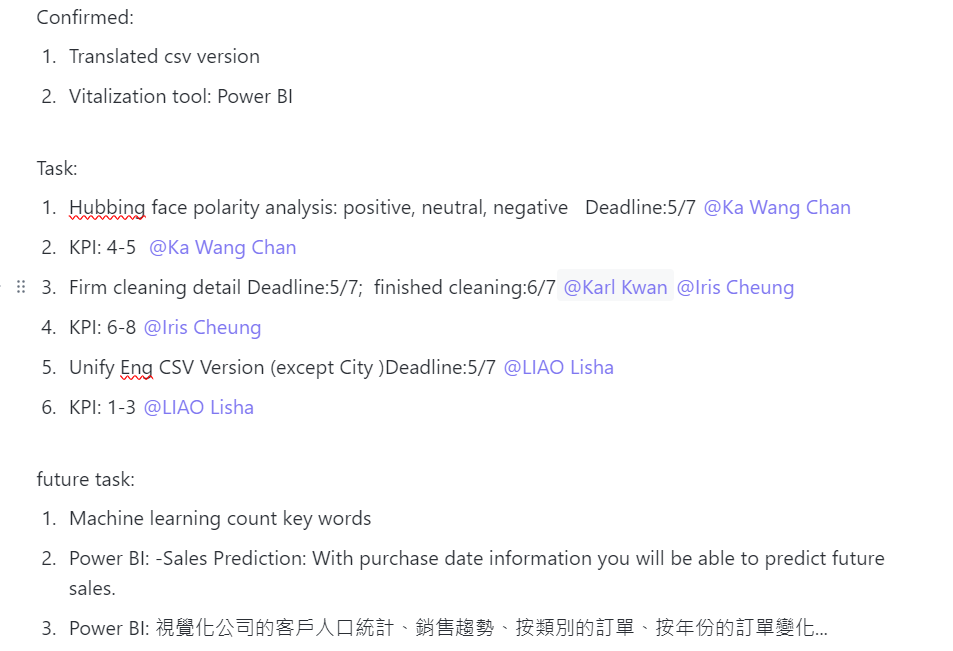 Confirmed:
1. Translated csv version
2. Vitalization tool: Power BI
Task:
1. Hubbing face polarity analysis: positive, neutral, negative   Deadline:5/7 @Ka Wang Chan
2. KPI: 4-5  @Ka Wang Chan
3. Firm cleaning detail Deadline:5/7;  finished cleaning:6/7 @Karl Kwan @Iris Cheung
4. KPI: 6-8 @Iris Cheung
5. Unify Eng CSV Version (except City )Deadline:5/7 @LIAO Lisha
6. KPI: 1-3 @LIAO Lisha
future task:
1. Machine learning count key words
2. Power BI: -Sales Prediction: With purchase date information you will be able to predict future
sales.
3. Power BI: 視覺化公司的客戶人口統計、銷售趨勢、按類別的訂單、按年份的訂單變化...